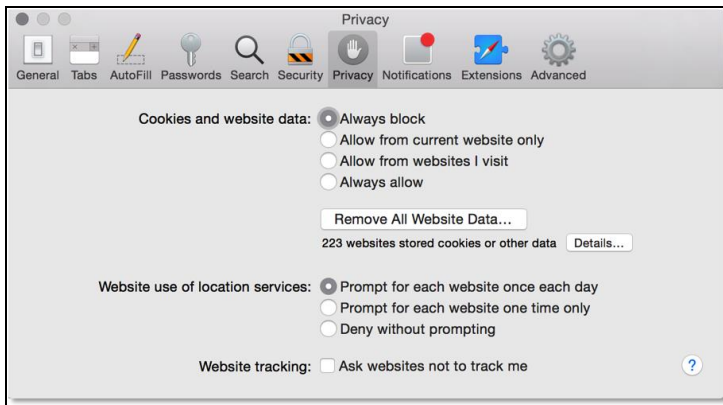 Privacy
General Tabs AutoFill Passwords Search Security Privacy Notifications Extensions Advanced
Cookies and website data: Always block
Allow from current website only
Allow from websites I visit
Always allow
Remove All Website Data...
223 websites stored cookies or other data Details...
Website use of location services: Prompt for each website once each day
Prompt for each website one time only
Deny without prompting
Website tracking: Ask websites not to track me ?